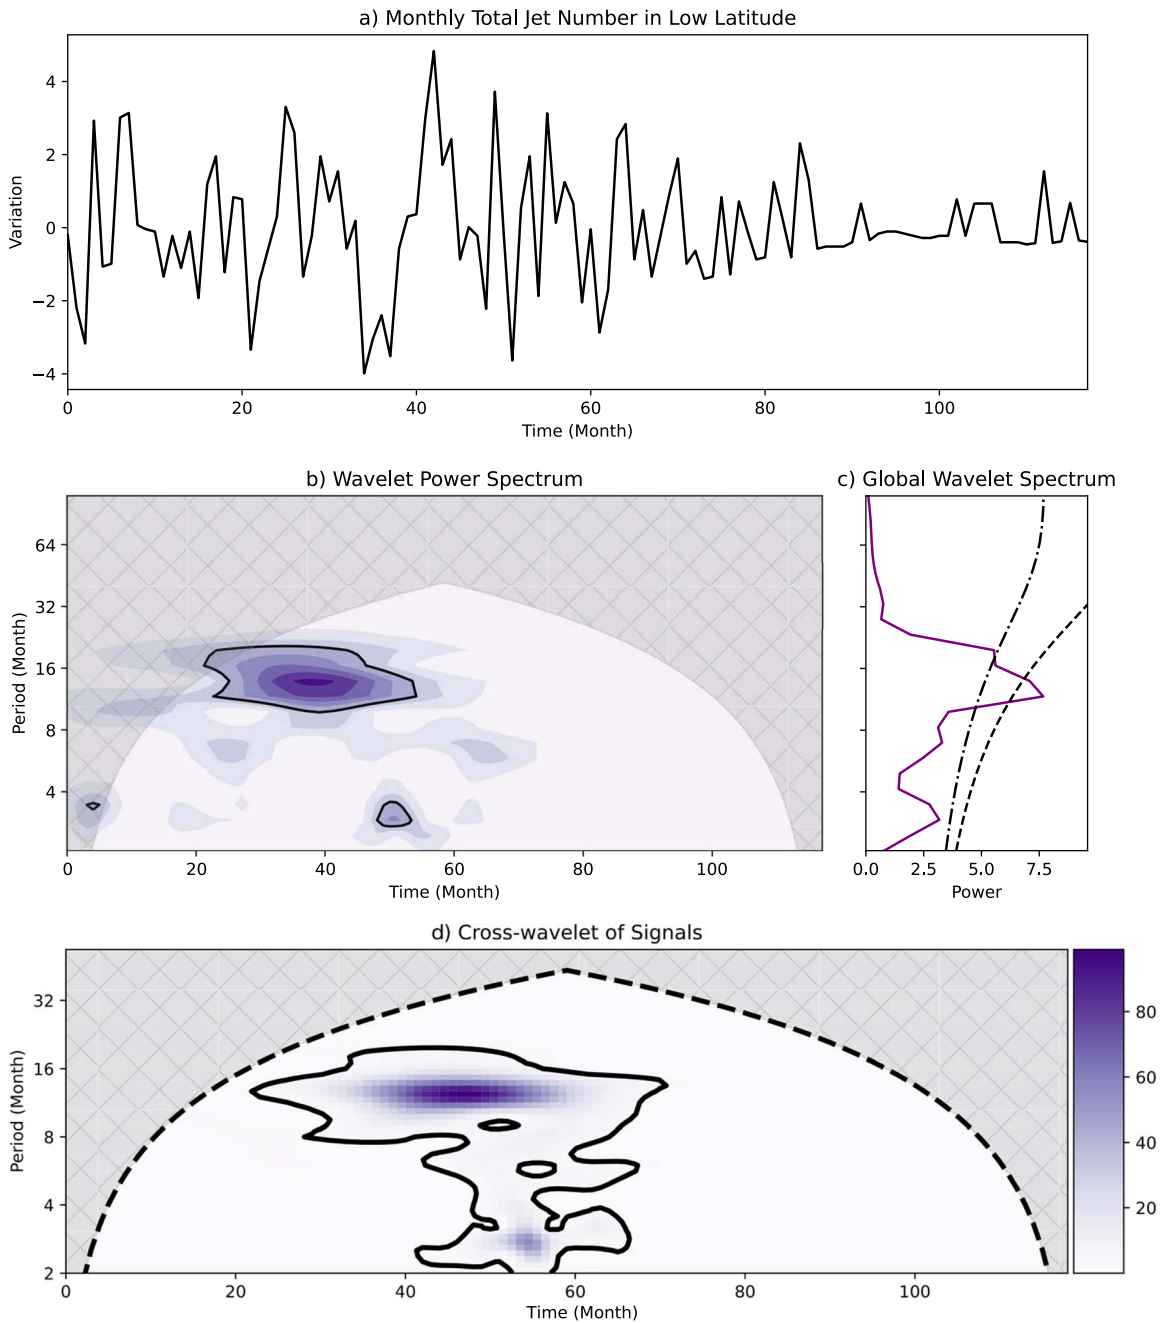 a) Monthly Total Jet Number in Low Latitude
Variation
4
2
0
−2
−4
0 20 40 60 80 100
Time (Month)
b) Wavelet Power Spectrum
Period (Month)
64
32
16
8
4
0 20 40 60 80 100
Time (Month)
c) Global Wavelet Spectrum
0.0 2.5 5.0 7.5
Power
d) Cross-wavelet of Signals
Period (Month)
32
16
8
4
2
0 20 40 60 80 100
Time (Month)
80
60
40
20